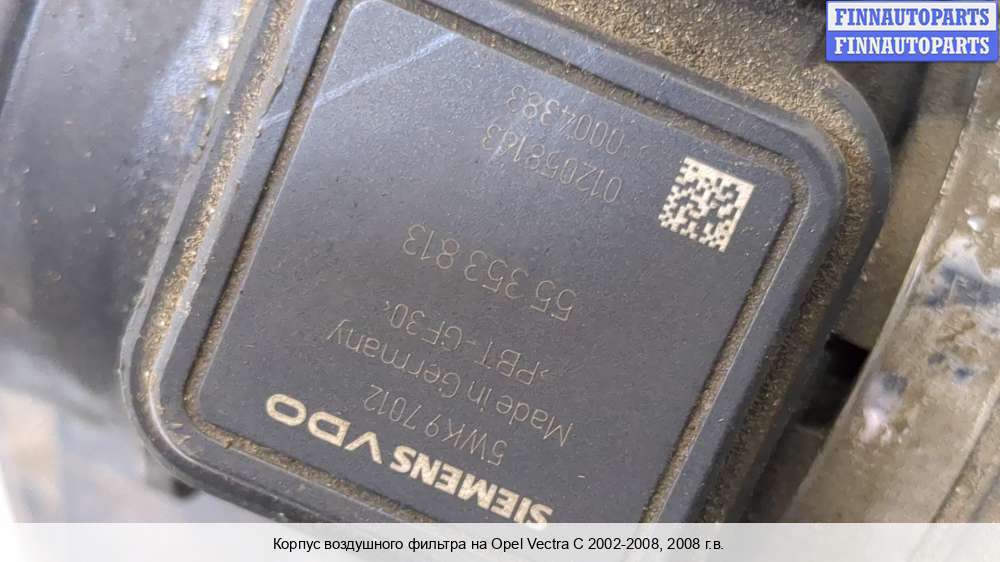 FINNAUTOPARTS
FINNAUTOPARTS
SIEMENS VDO
5WK9 7012
Made in Germany
>PBT-GF30<
55 353 813
0004383
Корпус воздушного фильтра на Opel Vectra C 2002-2008, 2008 г.в.